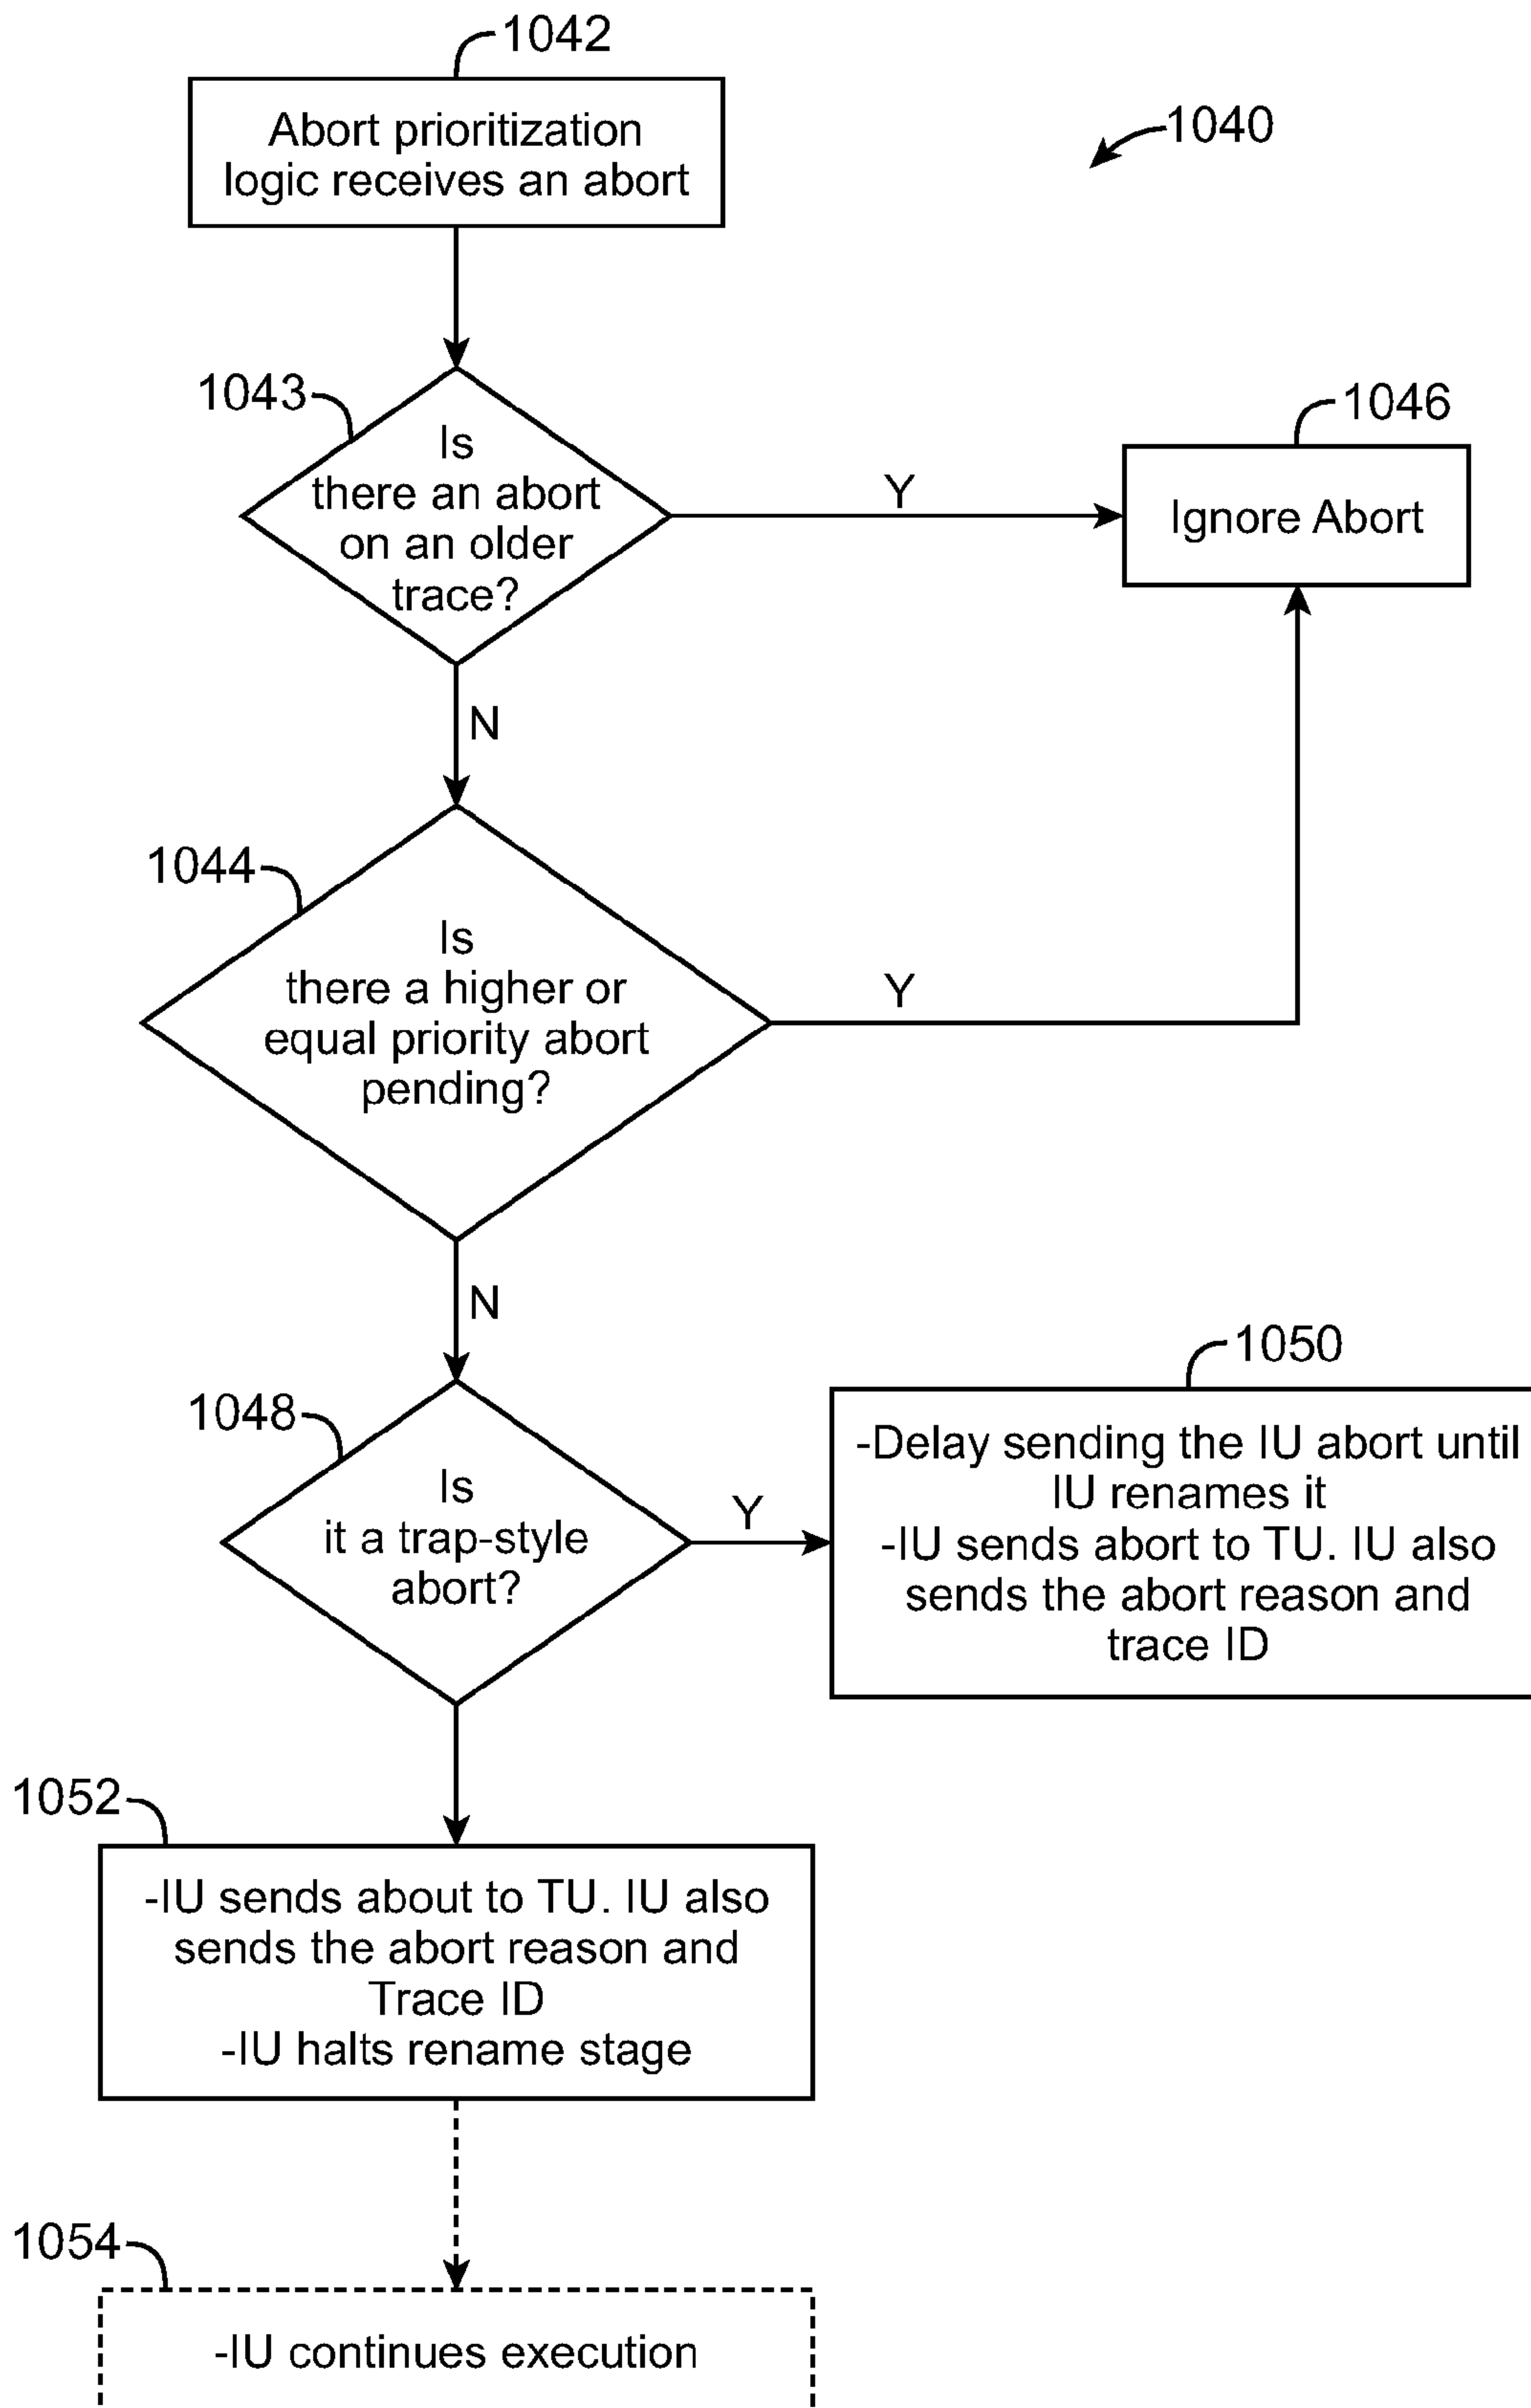 1042
Abort prioritization
logic receives an abort
1040
1043
Is
there an abort
on an older
trace?
Y
1046
Ignore Abort
N
1044
Is
there a higher or
equal priority abort
pending?
Y
N
1048
Is
it a trap-style
abort?
Y
1050
-Delay sending the IU abort until
IU renames it
-IU sends abort to TU. IU also
sends the abort reason and
trace ID
1052
-IU sends about to TU. IU also
sends the abort reason and
Trace ID
-IU halts rename stage
1054
-IU continues execution